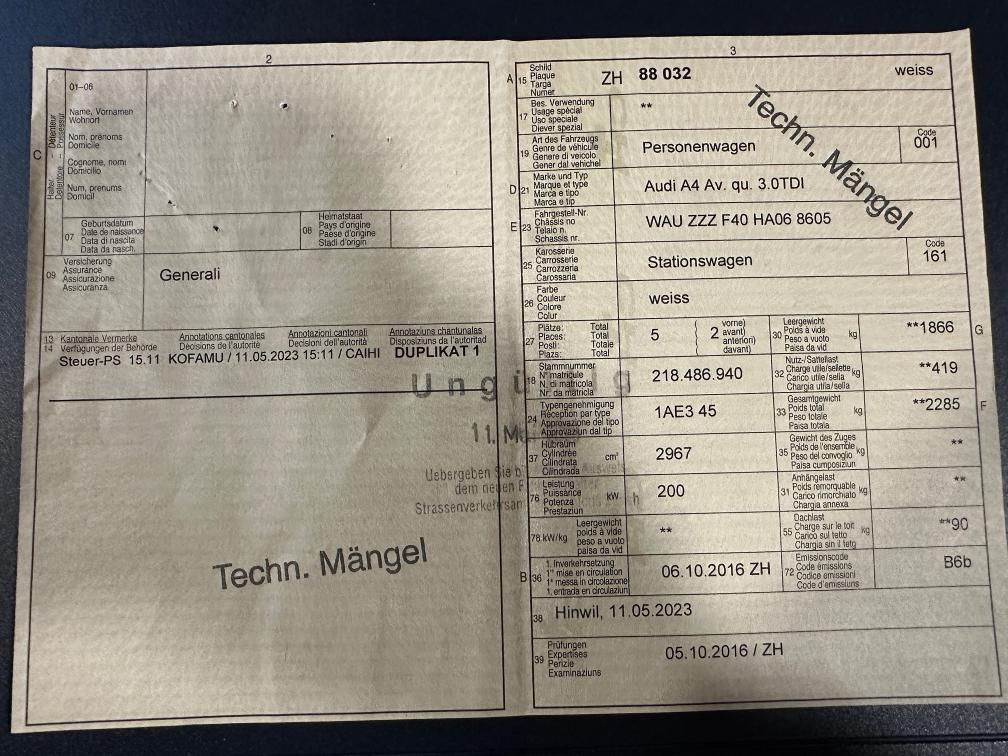 2
C
Halter – Détenteur
Detentore – Possessur
01–06
Name, Vornamen
Wohnort
Nom, prénoms
Domicile
Cognome, nomi
Domicilio
Num, prenums
Domicil
07
Geburtsdatum
Date de naissance
Data di nascita
Data da nasch.
08
Heimatstaat
Pays d'origine
Paese d'origine
Stadi d'origin
09
Versicherung
Assurance
Assicurazione
Assicuranza
Generali
13 Kantonale Vermerke Annotations cantonales Annotazioni cantonali Annotaziuns chantunalas
14 Verfügungen der Behörde Décisions de l'autorité Decisioni dell'autorità Disposiziuns da l'autoritad
Steuer-PS 15.11 KOFAMU / 11.05.2023 15:11 / CAIHI DUPLIKAT 1
Techn. Mängel
3
A 15
Schild
Plaque
Targa
Numer
ZH 88 032 weiss
17
Bes. Verwendung
Usage spécial
Uso speciale
Diever spezial
**
Techn. Mängel
19
Art des Fahrzeugs
Genre de véhicule
Genere di veicolo
Gener dal vehichel
Personenwagen
Code
001
D 21
Marke und Typ
Marque et type
Marca e tipo
Marca e tip
Audi A4 Av. qu. 3.0TDI
E 23
Fahrgestell-Nr.
Châssis no
Telaio n.
Schassis nr.
WAU ZZZ F40 HA06 8605
25
Karosserie
Carrosserie
Carrozzeria
Carossaria
Stationswagen
Code
161
26
Farbe
Couleur
Colore
Colur
weiss
27
Plätze: Total
Places: Total
Posti: Totale
Plazs: Total
5
( 2 vorne)
avant)
anteriori)
davant)
30
Leergewicht
Poids à vide
Peso a vuoto
Paisa da vid
kg
**1866
G
18
Stammnummer
N° matricule
N. di matricola
Nr. da matricla
218.486.940
32
Nutz-/Sattellast
Charge utile/sellette
Carico utile/sella
Chargia utila/sella
kg
**419
24
Typengenehmigung
Réception par type
Approvazione del tipo
Approvaziun dal tip
1AE3 45
33
Gesamtgewicht
Poids total
Peso totale
Paisa totala
kg
**2285
F
37
Hubraum
Cylindrée
Cilindrata
Cilindrada
cm³
2967
35
Gewicht des Zuges
Poids de l'ensemble
Peso del convoglio
Paisa cumposiziun
kg
**
76
Leistung
Puissance
Potenza
Prestaziun
kW
200
31
Anhängelast
Poids remorquable
Carico rimorchiato
Chargia annexa
kg
**
78 kW/kg
Leergewicht
poids à vide
peso a vuoto
paisa da vid
**
55
Dachlast
Charge sur le toit
Carico sul tetto
Chargia sin il tetg
kg
**90
B 36
1. Inverkehrsetzung
1re mise en circulation
1a messa in circolazione
1. entrada en circulaziun
06.10.2016 ZH
72
Emissionscode
Code émissions
Codice emissioni
Code d'emissiuns
B6b
38 Hinwil, 11.05.2023
39
Prüfungen
Expertises
Perizie
Examinaziuns
05.10.2016 / ZH